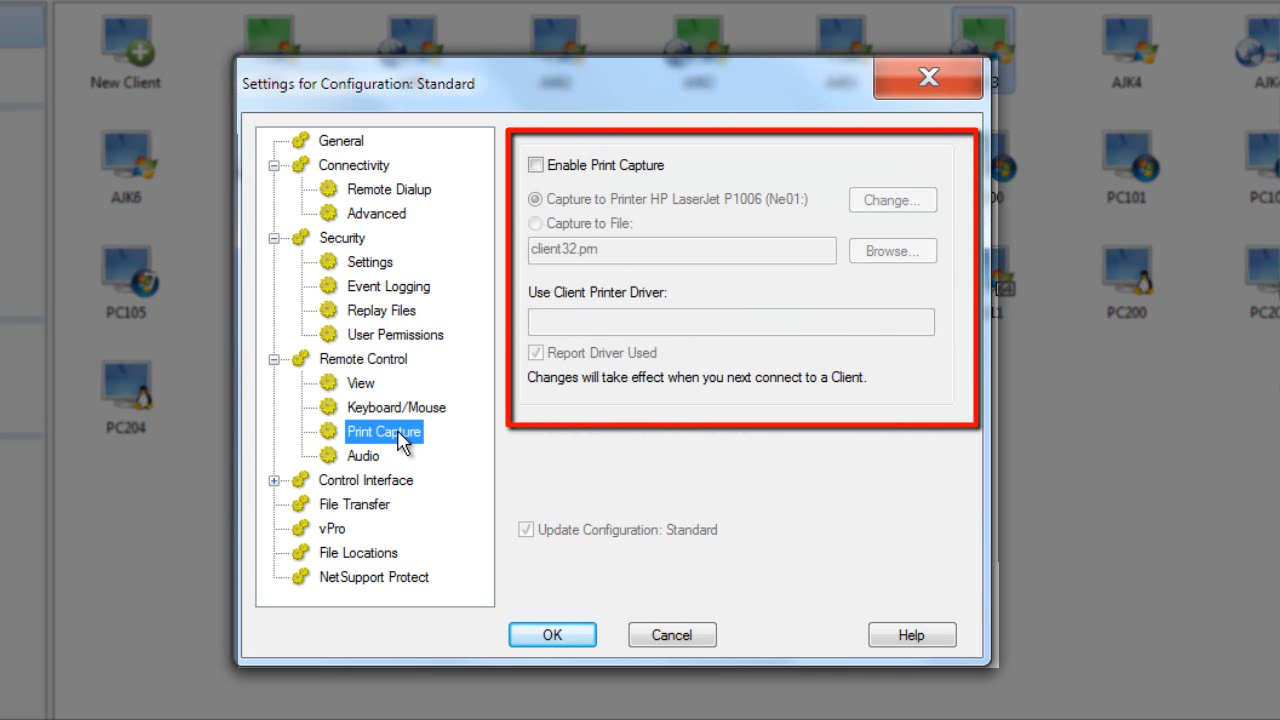 New Client
3
AJK4
Settings for Configuration: Standard
General
Connectivity
Remote Dialup
Advanced
Security
Settings
Event Logging
Replay Files
User Permissions
Remote Control
View
Keyboard/Mouse
Print Capture
Audio
Control Interface
File Transfer
vPro
File Locations
NetSupport Protect
Enable Print Capture
Capture to Printer HP LaserJet P1006 (Ne01:)
Change...
Capture to File:
client32.prn
Browse...
Use Client Printer Driver:
Report Driver Used
Changes will take effect when you next connect to a Client.
Update Configuration: Standard
OK
Cancel
Help
AJK6
PC101
PC105
PC200
PC204